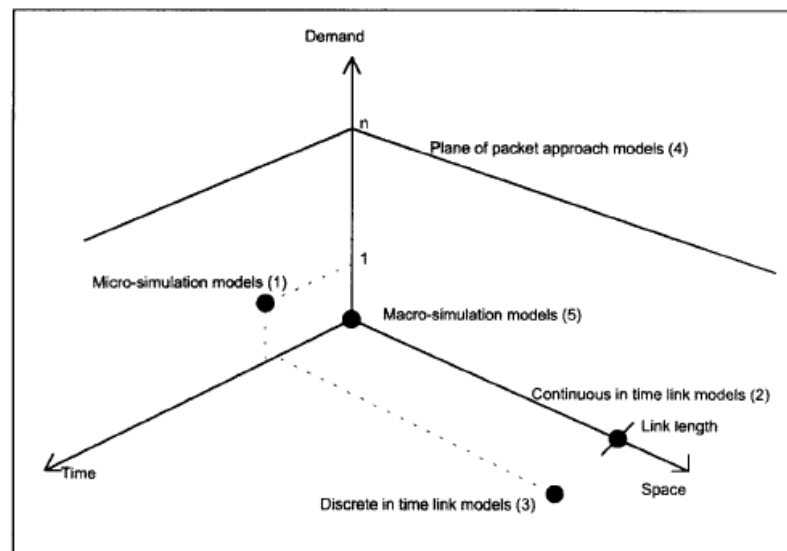 Demand
n
Plane of packet approach models (4)
1
Micro-simulation models (1)
Macro-simulation models (5)
Continuous in time link models (2)
Link length
Time
Space
Discrete in time link models (3)